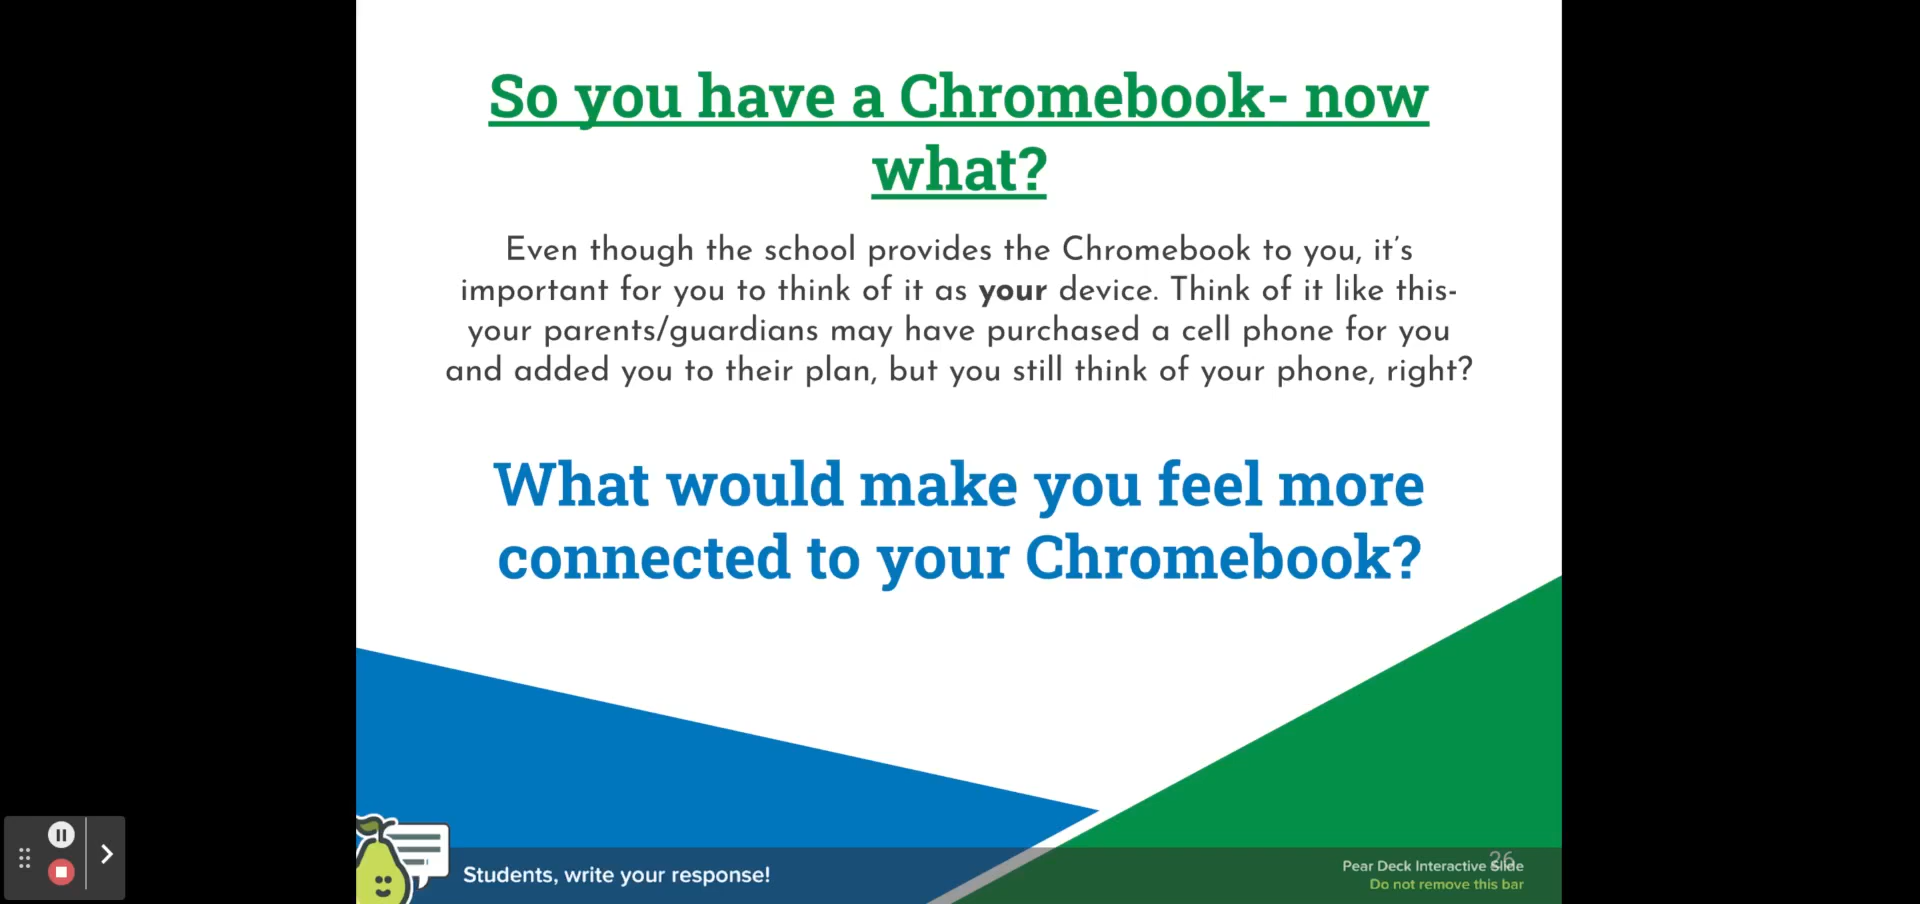 So you have a Chromebook- now
what?
Even though the school provides the Chromebook to you, it's
important for you to think of it as your device. Think of it like this-
your parents/guardians may have purchased a cell phone for you
and added you to their plan, but you still think of your phone, right?
What would make you feel more
connected to your Chromebook?
Students, write your response!
26
Pear Deck Interactive Slide
Do not remove this bar